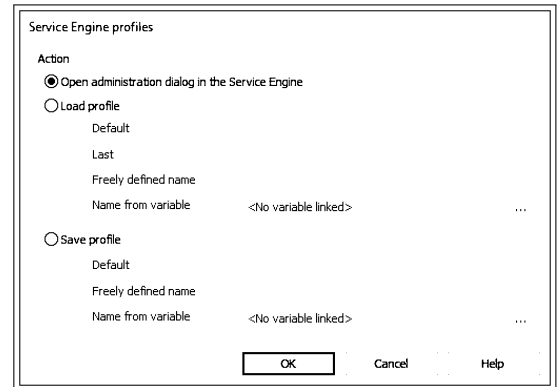 Service Engine profiles
Action
Open administration dialog in the Service Engine
Load profile
Default
Last
Freely defined name
Name from variable <No variable linked> ...
Save profile
Default
Freely defined name
Name from variable <No variable linked> ...
OK Cancel Help